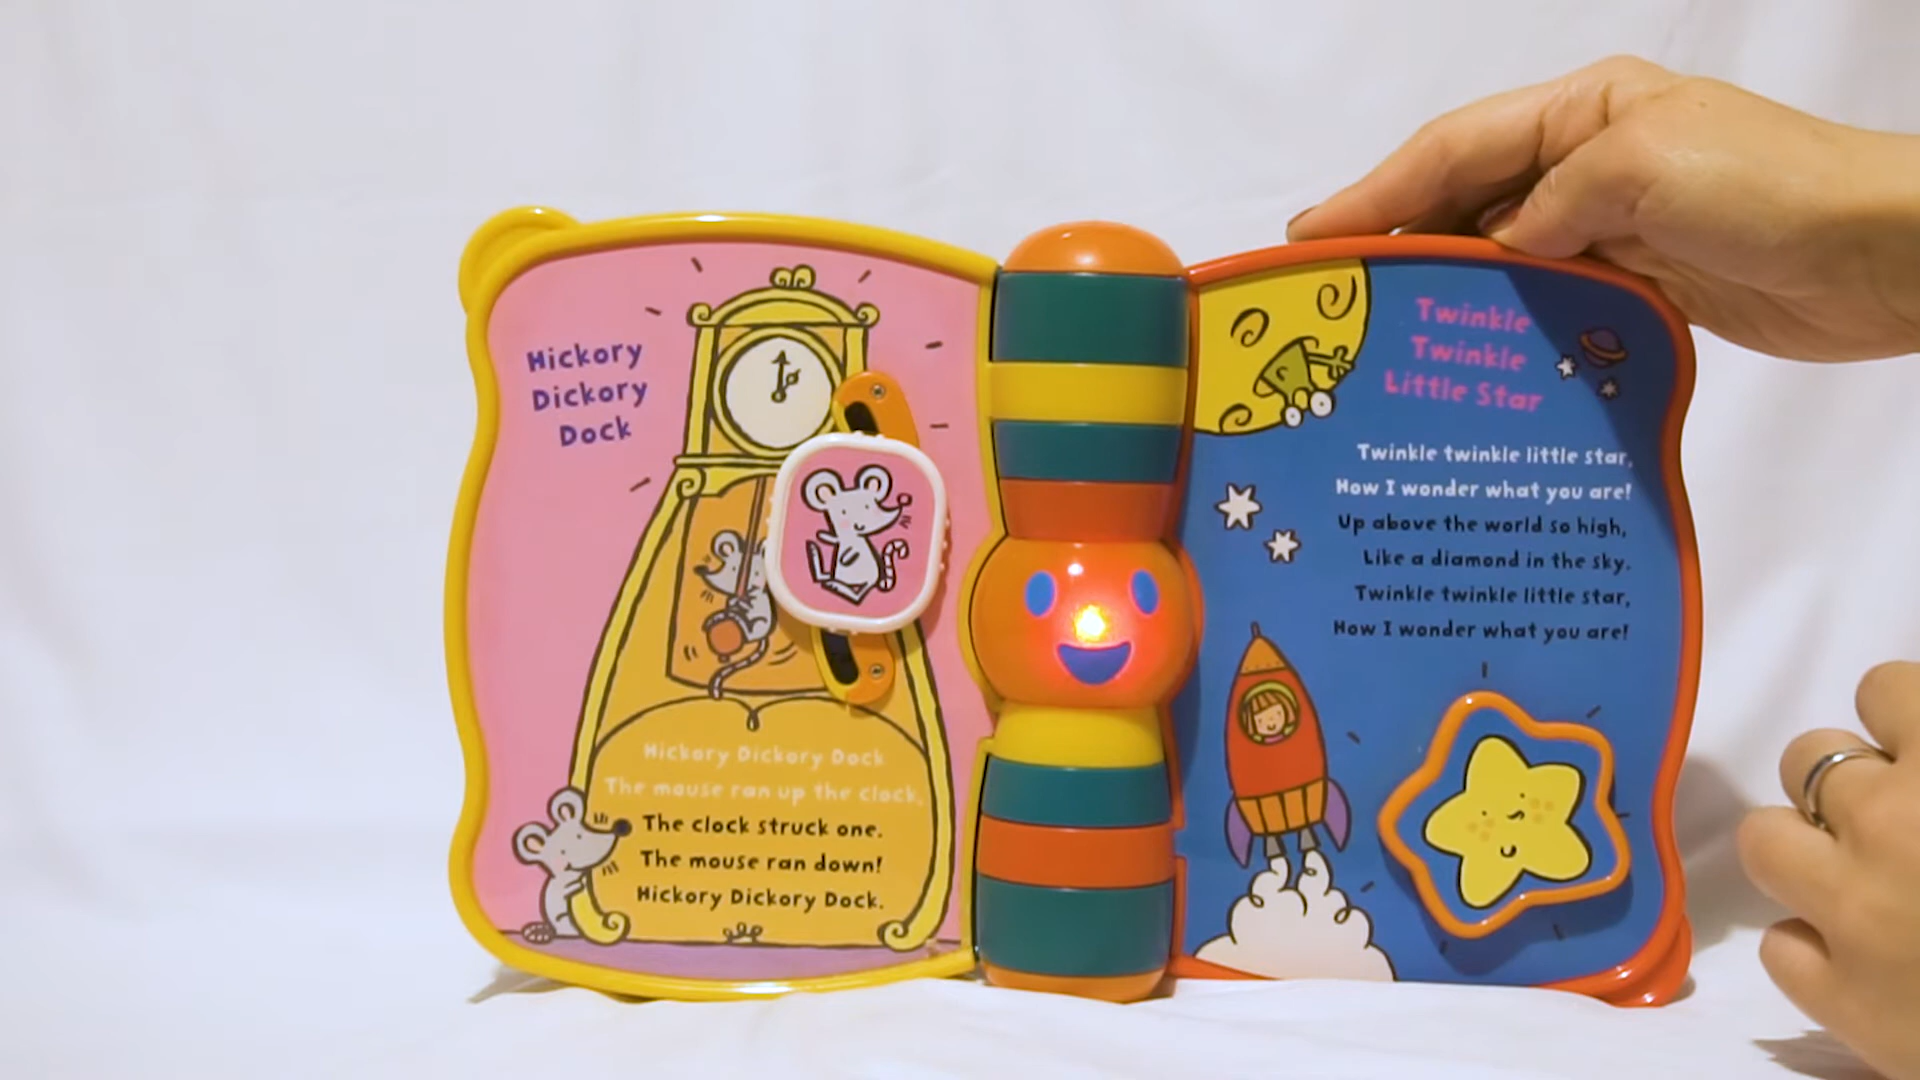 Hickory
Dickory
Dock
Hickory Dickory Dock
The mouse ran up the clock,
The clock struck one.
The mouse ran down!
Hickory Dickory Dock.
Twinkle
Twinkle
Little Star
Twinkle twinkle little star,
How I wonder what you are!
Up above the world so high,
Like a diamond in the sky.
Twinkle twinkle little star,
How I wonder what you are!